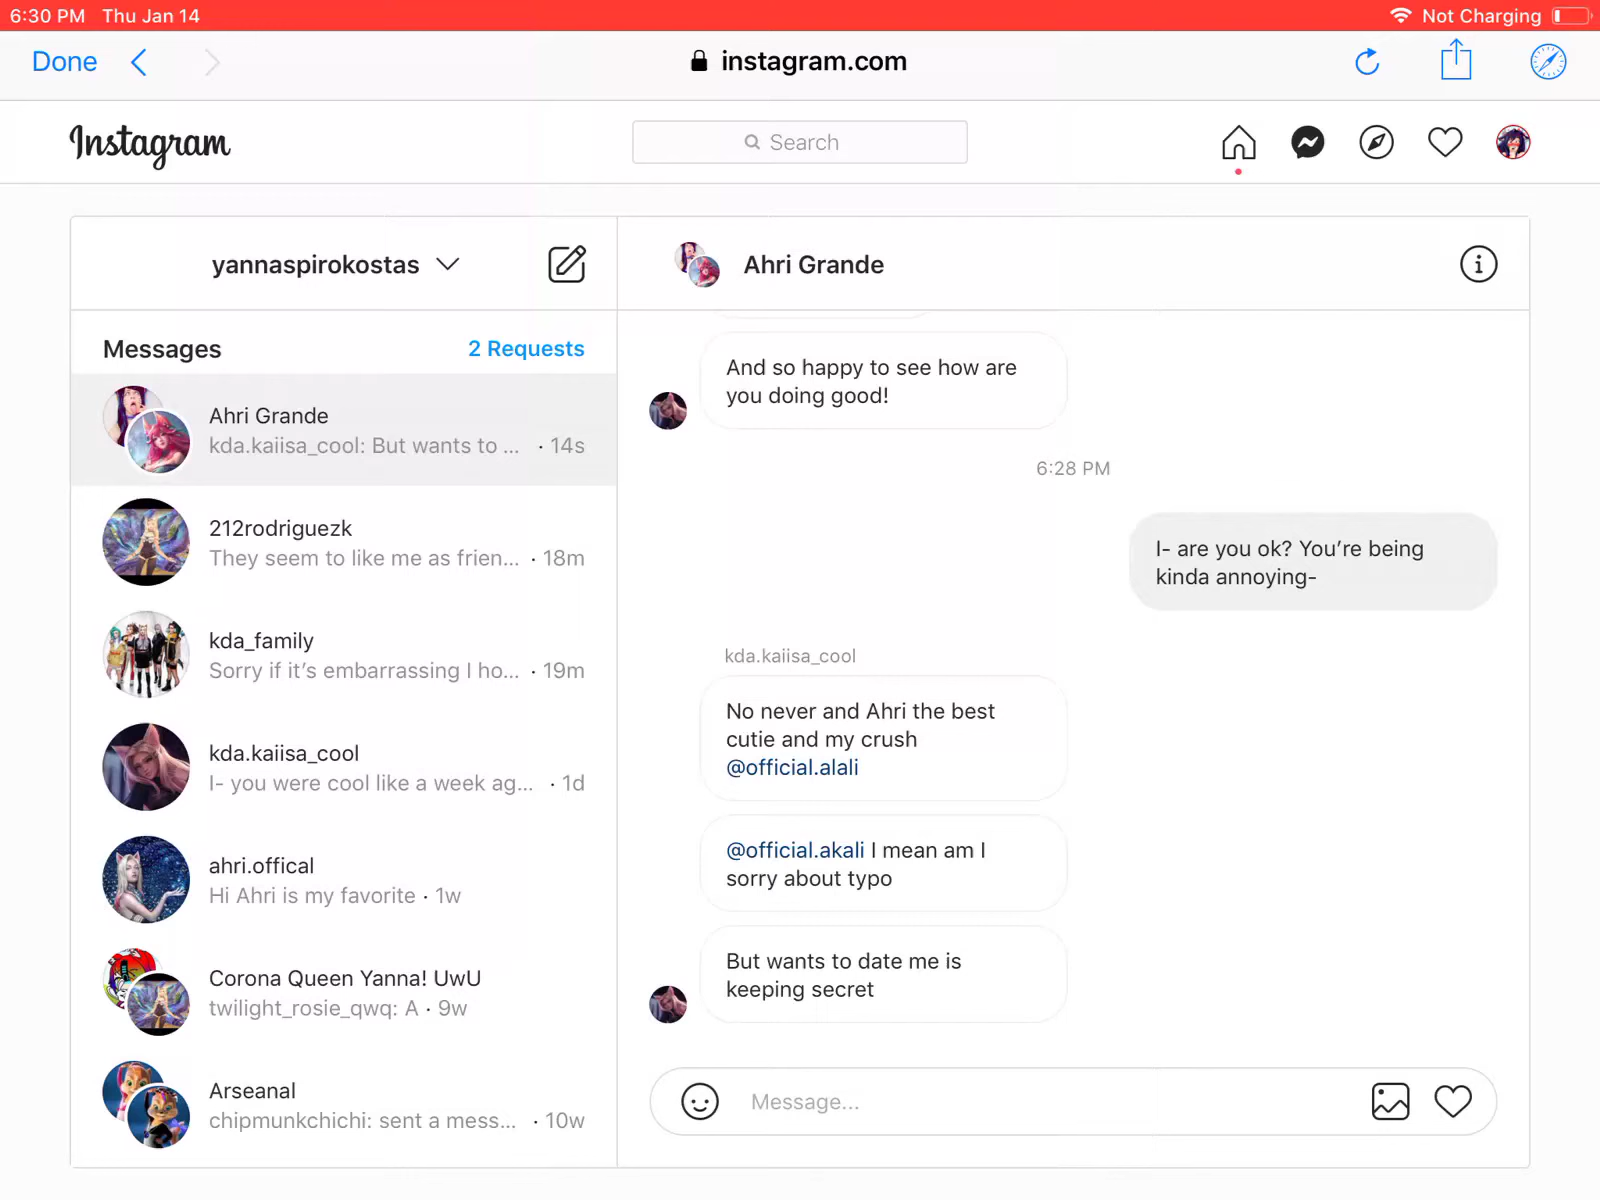 6:30 PM Thu Jan 14
Not Charging
Done
instagram.com
Instagram
Search
yannaspirokostas
Ahri Grande
Messages
2 Requests
Ahri Grande
kda.kaiisa_cool: But wants to ... · 14s
212rodriguezk
They seem to like me as frien... · 18m
kda_family
Sorry if it’s embarrassing I ho... · 19m
kda.kaiisa_cool
I- you were cool like a week ag... · 1d
ahri.offical
Hi Ahri is my favorite · 1w
Corona Queen Yanna! UwU
twilight_rosie_qwq: A · 9w
Arseanal
chipmunkchichi: sent a mess... · 10w
And so happy to see how are
you doing good!
6:28 PM
I- are you ok? You’re being
kinda annoying-
kda.kaiisa_cool
No never and Ahri the best
cutie and my crush
@official.alali
@official.akali I mean am I
sorry about typo
But wants to date me is
keeping secret
Message...